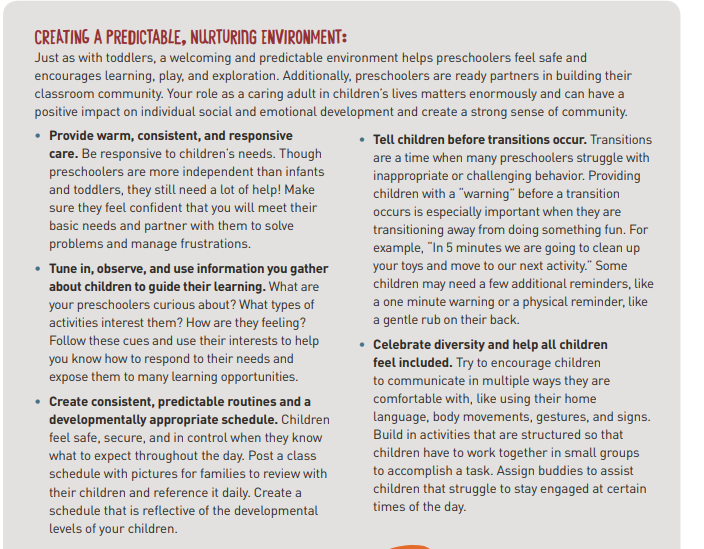 CREATING A PREDICTABLE, NURTURING ENVIRONMENT:
Just as with toddlers, a welcoming and predictable environment helps preschoolers feel safe and
encourages learning, play, and exploration. Additionally, preschoolers are ready partners in building their
classroom community. Your role as a caring adult in children's lives matters enormously and can have a
positive impact on individual social and emotional development and create a strong sense of community.
• Provide warm, consistent, and responsive
care. Be responsive to children's needs. Though
preschoolers are more independent than infants
and toddlers, they still need a lot of help! Make
sure they feel confident that you will meet their
basic needs and partner with them to solve
problems and manage frustrations.
• Tune in, observe, and use information you gather
about children to guide their learning. What are
your preschoolers curious about? What types of
activities interest them? How are they feeling?
Follow these cues and use their interests to help
you know how to respond to their needs and
expose them to many learning opportunities.
• Create consistent, predictable routines and a
developmentally appropriate schedule. Children
feel safe, secure, and in control when they know
what to expect throughout the day. Post a class
schedule with pictures for families to review with
their children and reference it daily. Create a
schedule that is reflective of the developmental
levels of your children.
• Tell children before transitions occur. Transitions
are a time when many preschoolers struggle with
inappropriate or challenging behavior. Providing
children with a "warning" before a transition
occurs is especially important when they are
transitioning away from doing something fun. For
example, "In 5 minutes we are going to clean up
your toys and move to our next activity." Some
children may need a few additional reminders, like
a one minute warning or a physical reminder, like
a gentle rub on their back.
• Celebrate diversity and help all children
feel included. Try to encourage children
to communicate in multiple ways they are
comfortable with, like using their home
language, body movements, gestures, and signs.
Build in activities that are structured so that
children have to work together in small groups
to accomplish a task. Assign buddies to assist
children that struggle to stay engaged at certain
times of the day.